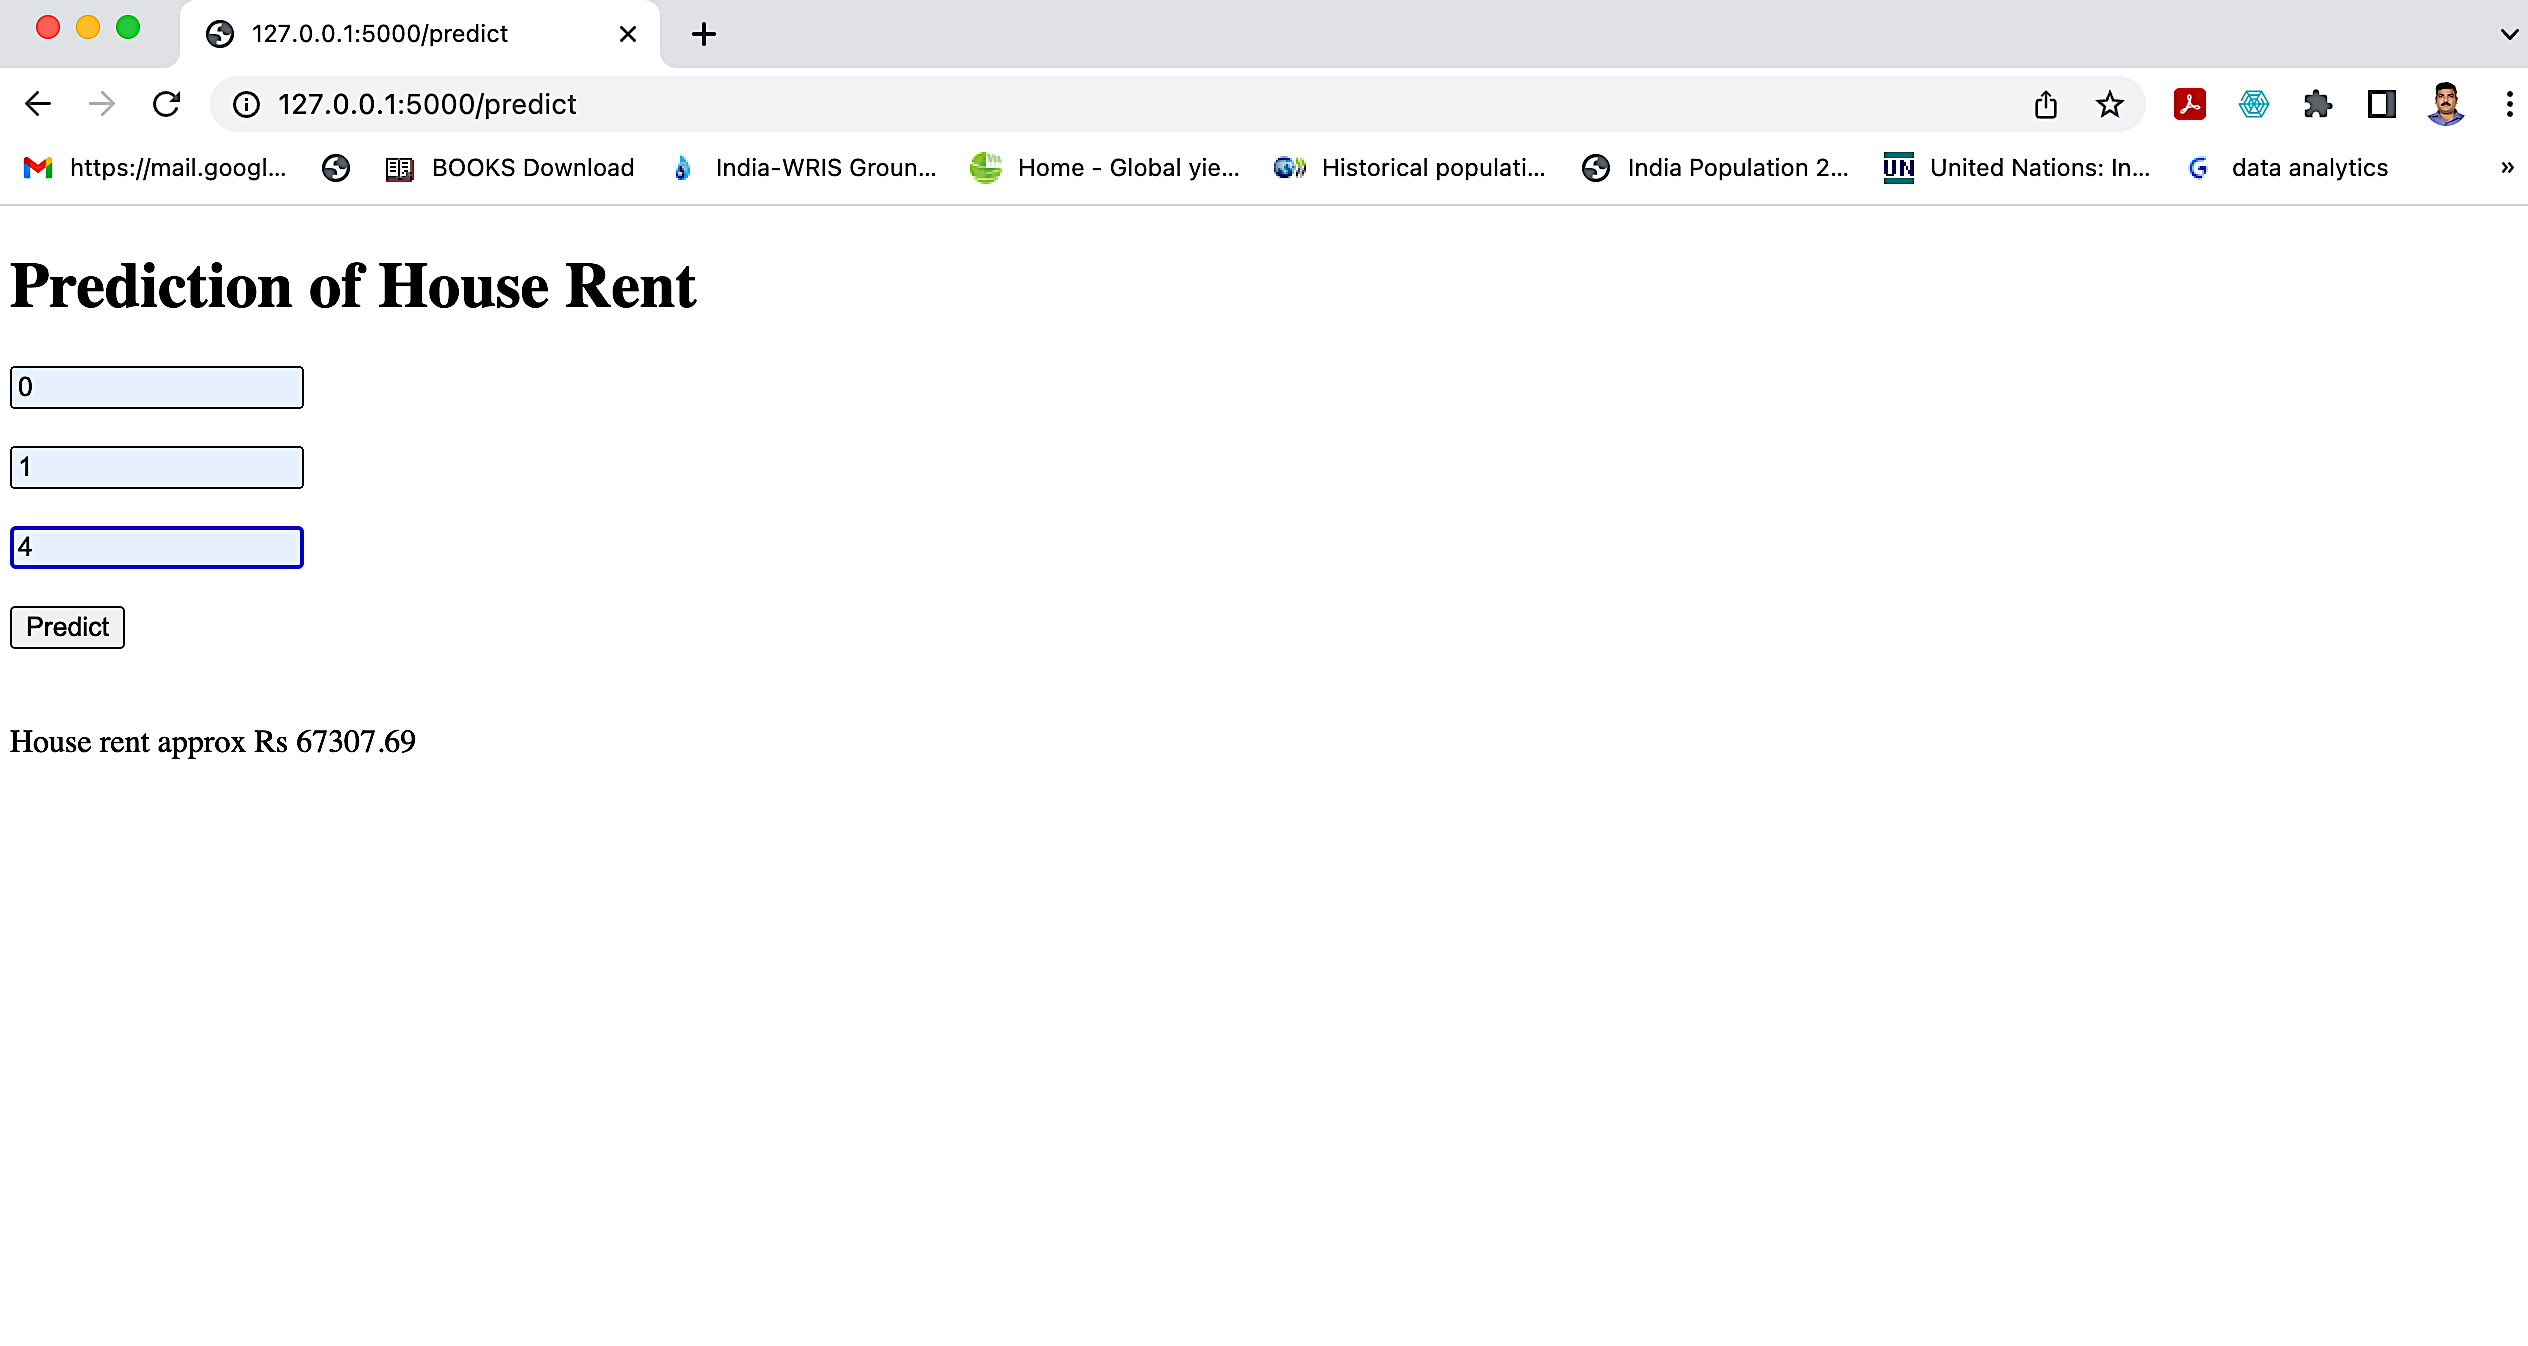 127.0.0.1:5000/predict
127.0.0.1:5000/predict
https://mail.googl... BOOKS Download India-WRIS Groun... Home - Global yie... Historical populati... India Population 2... UN United Nations: In... G data analytics »
Prediction of House Rent
0
1
4
Predict
House rent approx Rs 67307.69